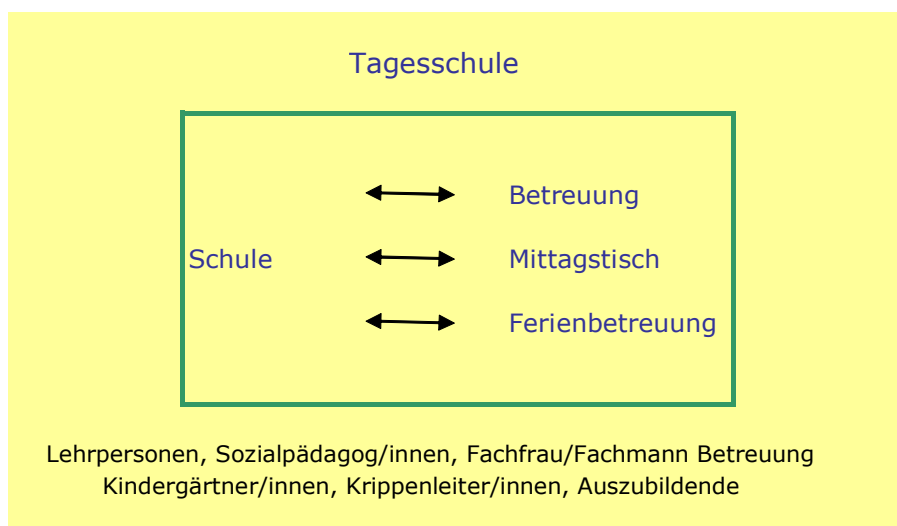 Tagesschule
Betreuung
Schule
Mittagstisch
Ferienbetreuung
Lehrpersonen, Sozialpädagog/innen, Fachfrau/Fachmann Betreuung
Kindergärtner/innen, Krippenleiter/innen, Auszubildende